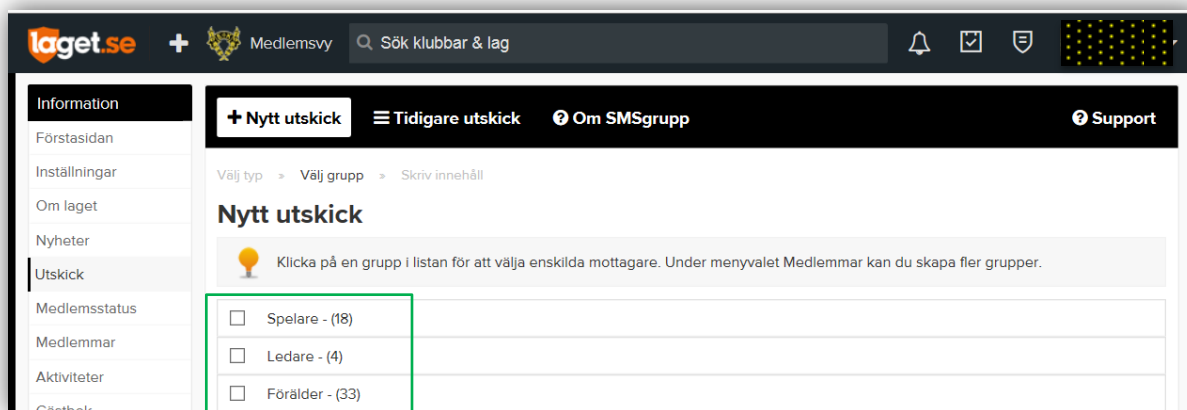 laget.se + Medlemsvy Sök klubbar & lag
Information
Förstasidan
Inställningar
Om laget
Nyheter
Utskick
Medlemsstatus
Medlemmar
Aktiviteter
Gästbok
+ Nytt utskick Tidigare utskick Om SMSgrupp Support
Välj typ » Välj grupp » Skriv innehåll
Nytt utskick
Klicka på en grupp i listan för att välja enskilda mottagare. Under menyvalet Medlemmar kan du skapa fler grupper.
Spelare - (18)
Ledare - (4)
Förälder - (33)